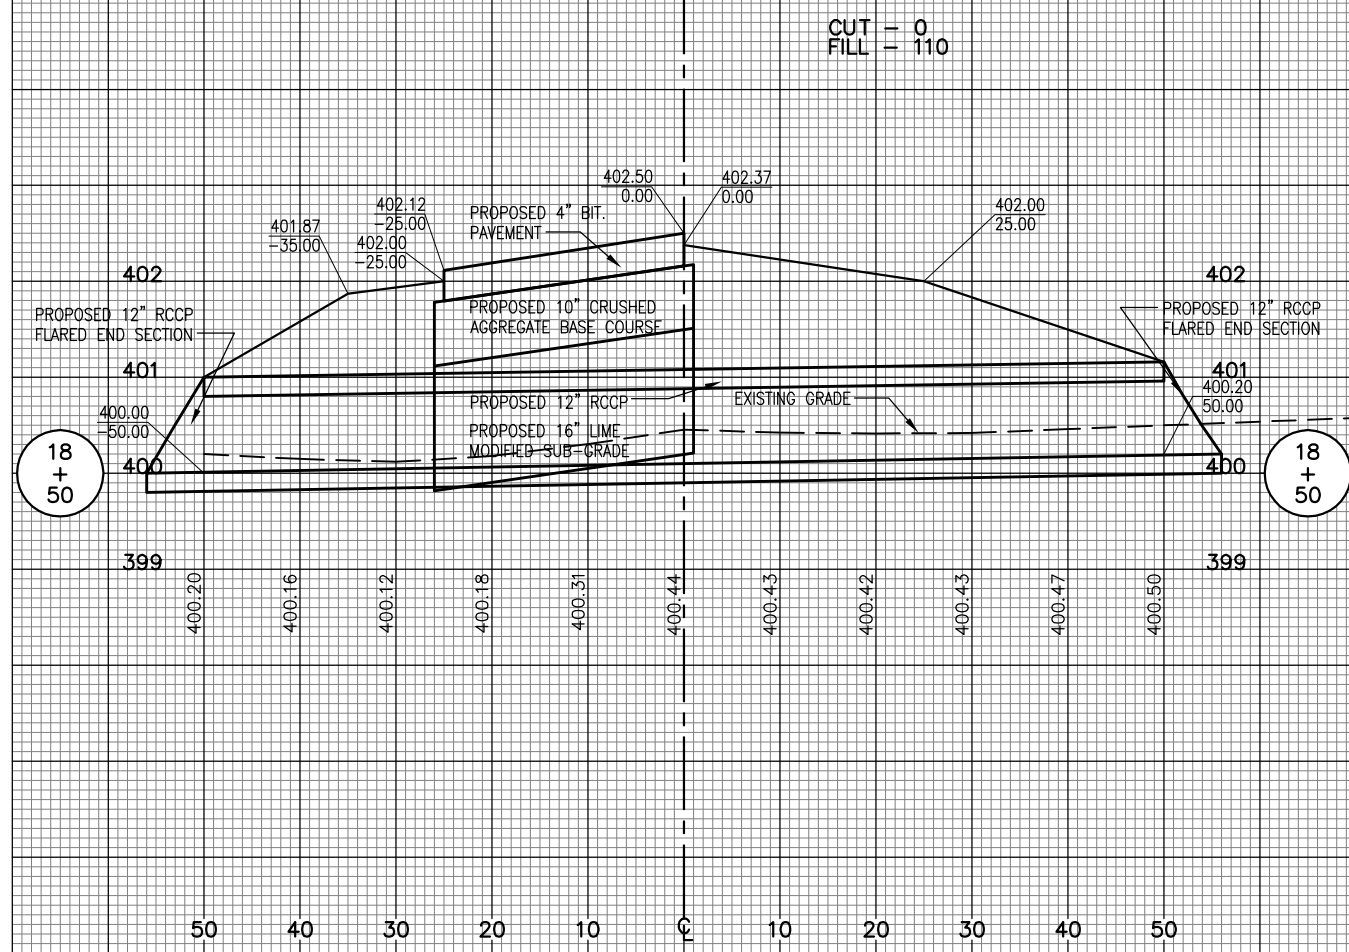 CUT - 0
FILL - 110
402.50
0.00
402.37
0.00
402.12
-25.00
402.00
-25.00
401.87
-35.00
402.00
25.00
PROPOSED 4" BIT.
PAVEMENT
402
402
PROPOSED 10" CRUSHED
AGGREGATE BASE COURSE
PROPOSED 12" RCCP
FLARED END SECTION
PROPOSED 12" RCCP
FLARED END SECTION
401
401
400.20
50.00
PROPOSED 12" RCCP
EXISTING GRADE
400.00
-50.00
PROPOSED 16" LIME
MODIFIED SUB-GRADE
18
+
50
400
400
18
+
50
399
399
400.20
400.16
400.12
400.18
400.31
400.44
400.43
400.42
400.43
400.47
400.50
50 40 30 20 10 ℄ 10 20 30 40 50